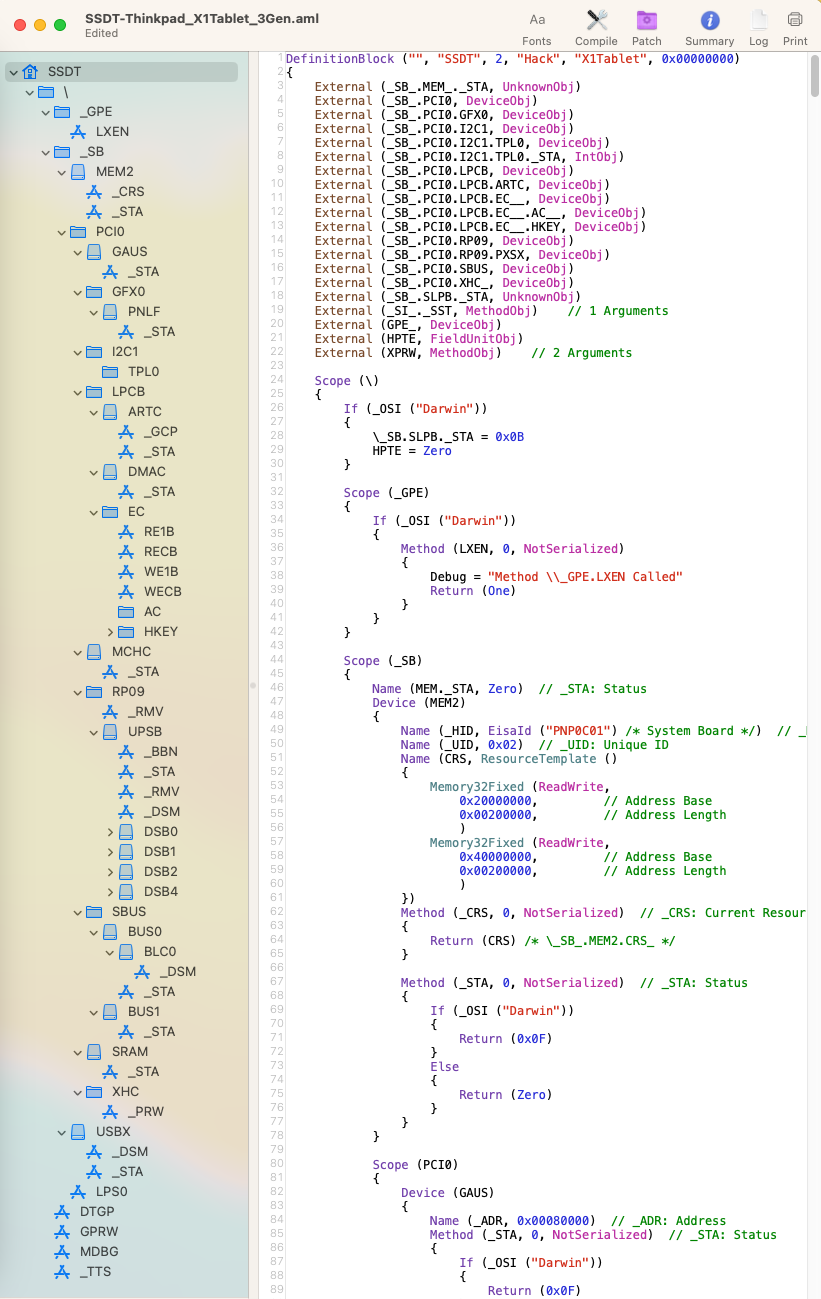 SSDT-Thinkpad_X1Tablet_3Gen.aml
Edited
Aa
Fonts
Compile
Patch
Summary
Log
Print
SSDT
\
_GPE
LXEN
_SB
MEM2
_CRS
_STA
PCI0
GAUS
_STA
GFX0
PNLF
_STA
I2C1
TPL0
LPCB
ARTC
_GCP
_STA
DMAC
_STA
EC
RE1B
RECB
WE1B
WECB
AC
HKEY
MCHC
_STA
RP09
_RMV
UPSB
_BBN
_STA
_RMV
_DSM
DSB0
DSB1
DSB2
DSB4
SBUS
BUS0
BLC0
_DSM
_STA
BUS1
_STA
SRAM
_STA
XHC
_PRW
USBX
_DSM
_STA
LPS0
DTGP
GPRW
MDBG
_TTS
1 DefinitionBlock ("", "SSDT", 2, "Hack", "X1Tablet", 0x00000000)
2 {
3 External (_SB_.MEM_._STA, UnknownObj)
4 External (_SB_.PCI0, DeviceObj)
5 External (_SB_.PCI0.GFX0, DeviceObj)
6 External (_SB_.PCI0.I2C1, DeviceObj)
7 External (_SB_.PCI0.I2C1.TPL0, DeviceObj)
8 External (_SB_.PCI0.I2C1.TPL0._STA, IntObj)
9 External (_SB_.PCI0.LPCB, DeviceObj)
10 External (_SB_.PCI0.LPCB.ARTC, DeviceObj)
11 External (_SB_.PCI0.LPCB.EC__, DeviceObj)
12 External (_SB_.PCI0.LPCB.EC__.AC__, DeviceObj)
13 External (_SB_.PCI0.LPCB.EC__.HKEY, DeviceObj)
14 External (_SB_.PCI0.RP09, DeviceObj)
15 External (_SB_.PCI0.RP09.PXSX, DeviceObj)
16 External (_SB_.PCI0.SBUS, DeviceObj)
17 External (_SB_.PCI0.XHC_, DeviceObj)
18 External (_SB_.SLPB._STA, UnknownObj)
19 External (_SI_._SST, MethodObj)    // 1 Arguments
20 External (GPE_, DeviceObj)
21 External (HPTE, FieldUnitObj)
22 External (XPRW, MethodObj)    // 2 Arguments
23
24 Scope (\)
25 {
26 If (_OSI ("Darwin"))
27 {
28 \_SB.SLPB._STA = 0x0B
29 HPTE = Zero
30 }
31
32 Scope (_GPE)
33 {
34 If (_OSI ("Darwin"))
35 {
36 Method (LXEN, 0, NotSerialized)
37 {
38 Debug = "Method \\_GPE.LXEN Called"
39 Return (One)
40 }
41 }
42 }
43
44 Scope (_SB)
45 {
46 Name (MEM._STA, Zero)  // _STA: Status
47 Device (MEM2)
48 {
49 Name (_HID, EisaId ("PNP0C01") /* System Board */)  // _
50 Name (_UID, 0x02)  // _UID: Unique ID
51 Name (CRS, ResourceTemplate ()
52 {
53 Memory32Fixed (ReadWrite,
54 0x20000000,         // Address Base
55 0x00200000,         // Address Length
56 )
57 Memory32Fixed (ReadWrite,
58 0x40000000,         // Address Base
59 0x00200000,         // Address Length
60 )
61 })
62 Method (_CRS, 0, NotSerialized)  // _CRS: Current Resour
63 {
64 Return (CRS) /* \_SB_.MEM2.CRS_ */
65 }
66
67 Method (_STA, 0, NotSerialized)  // _STA: Status
68 {
69 If (_OSI ("Darwin"))
70 {
71 Return (0x0F)
72 }
73 Else
74 {
75 Return (Zero)
76 }
77 }
78 }
79
80 Scope (PCI0)
81 {
82 Device (GAUS)
83 {
84 Name (_ADR, 0x00080000)  // _ADR: Address
85 Method (_STA, 0, NotSerialized)  // _STA: Status
86 {
87 If (_OSI ("Darwin"))
88 {
89 Return (0x0F)